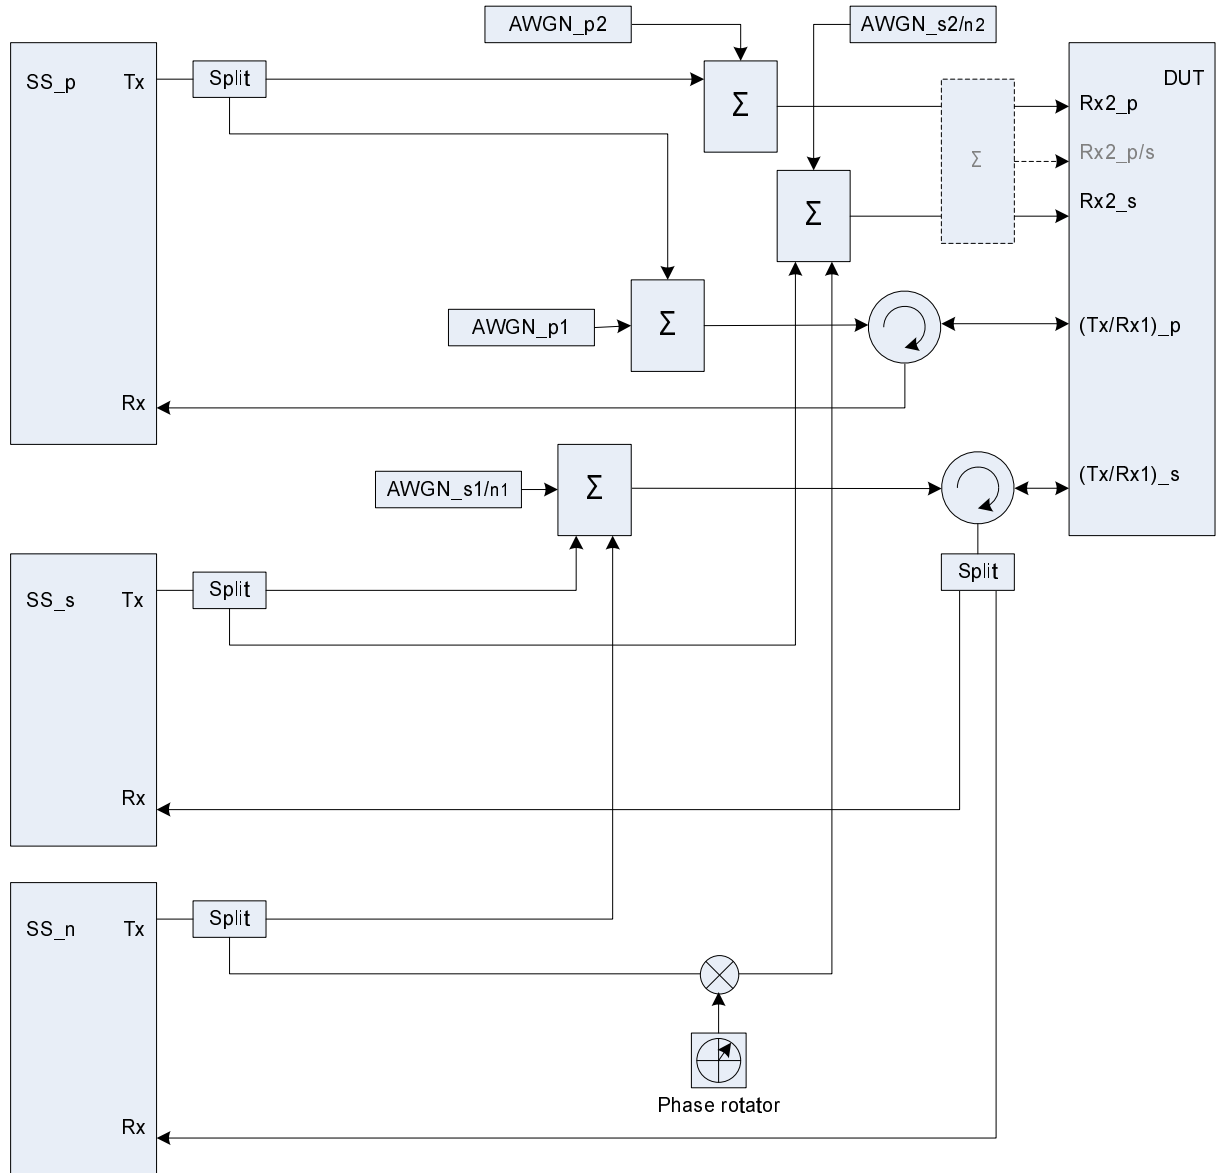 AWGN_p2
AWGN_s2/n2
SS_p
Tx
Split
Σ
DUT
Rx2_p
Σ
Rx2_p/s
Σ
Rx2_s
AWGN_p1
Σ
(Tx/Rx1)_p
Rx
AWGN_s1/n1
Σ
(Tx/Rx1)_s
SS_s
Tx
Split
Split
Rx
SS_n
Tx
Split
Phase rotator
Rx